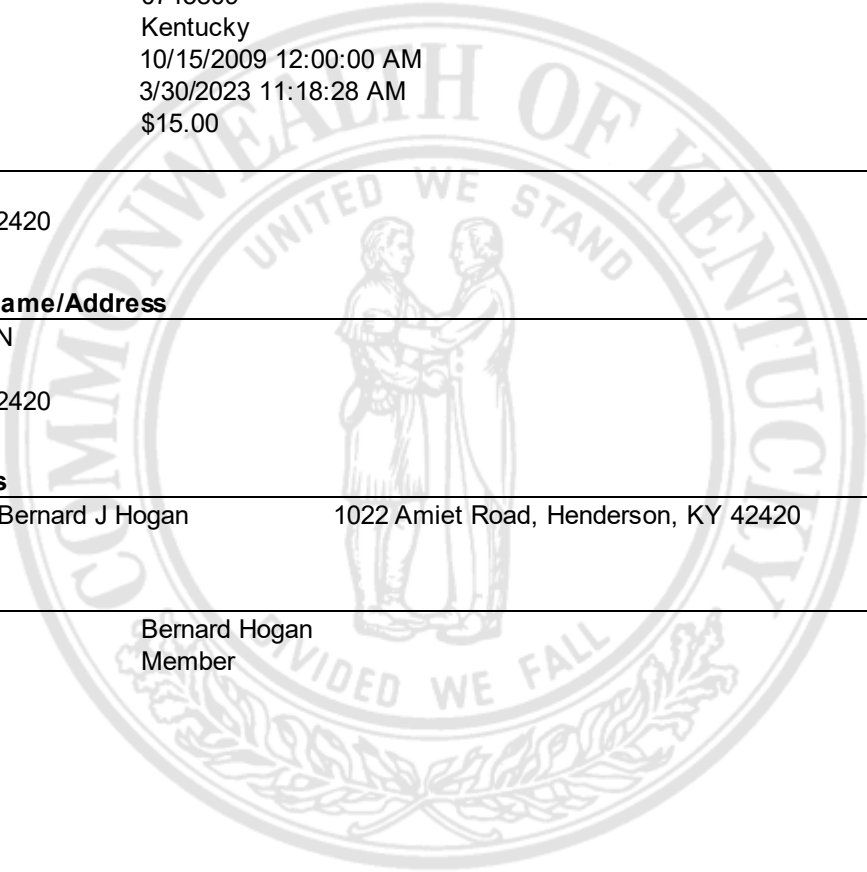 Kentucky
10/15/2009 12:00:00 AM
3/30/2023 11:18:28 AM
$15.00
2420
ame/Address
N
2420
s
Bernard J Hogan 1022 Amiet Road, Henderson, KY 42420
Bernard Hogan
Member
COMMONWEALTH OF KENTUCKY
UNITED WE STAND
DIVIDED WE FALL